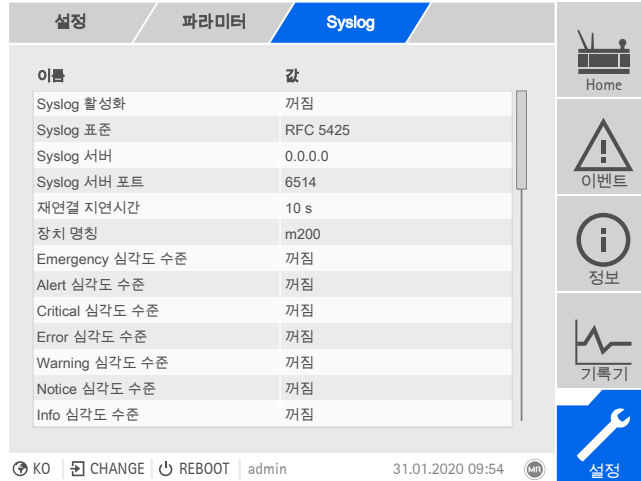 설정 파라미터 Syslog
이름 값
Syslog 활성화 꺼짐
Syslog 표준 RFC 5425
Syslog 서버 0.0.0.0
Syslog 서버 포트 6514
재연결 지연시간 10 s
장치 명칭 m200
Emergency 심각도 수준 꺼짐
Alert 심각도 수준 꺼짐
Critical 심각도 수준 꺼짐
Error 심각도 수준 꺼짐
Warning 심각도 수준 꺼짐
Notice 심각도 수준 꺼짐
Info 심각도 수준 꺼짐
Home
이벤트
정보
기록기
설정
KO CHANGE REBOOT admin 31.01.2020 09:54 MR